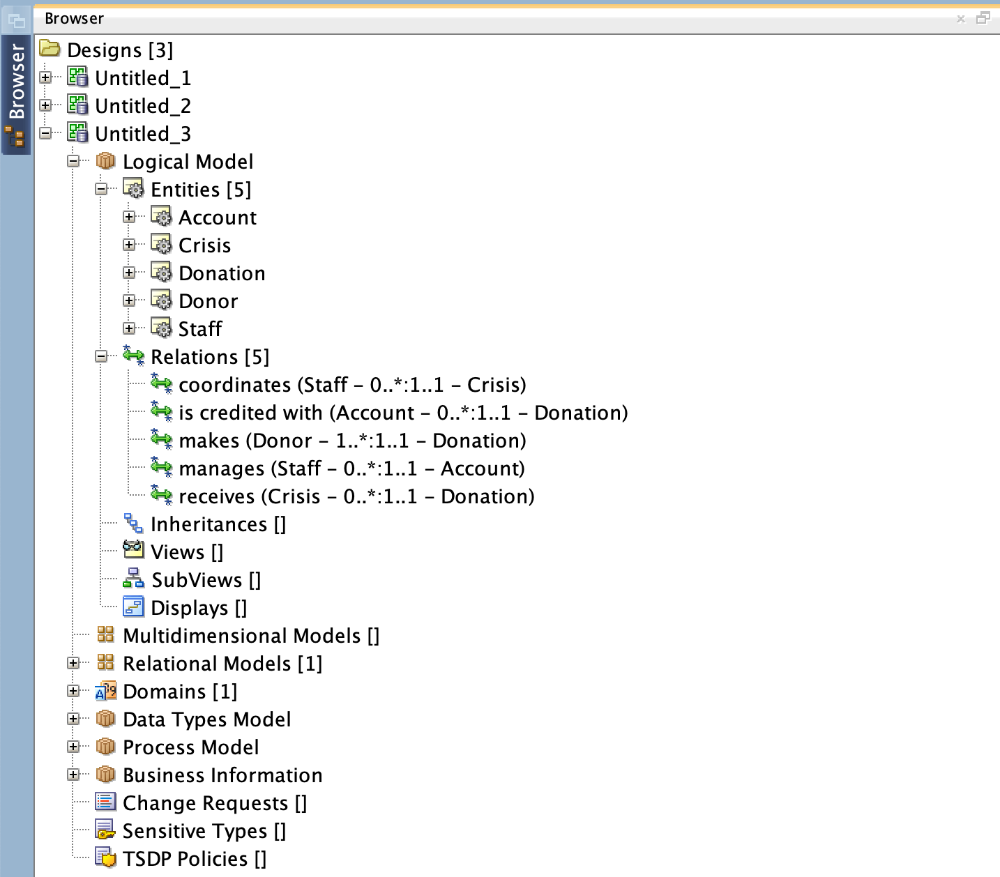 Browser
Browser
Designs [3]
Untitled_1
Untitled_2
Untitled_3
Logical Model
Entities [5]
Account
Crisis
Donation
Donor
Staff
Relations [5]
coordinates (Staff - 0..*:1..1 - Crisis)
is credited with (Account - 0..*:1..1 - Donation)
makes (Donor - 1..*:1..1 - Donation)
manages (Staff - 0..*:1..1 - Account)
receives (Crisis - 0..*:1..1 - Donation)
Inheritances []
Views []
SubViews []
Displays []
Multidimensional Models []
Relational Models [1]
Domains [1]
Data Types Model
Process Model
Business Information
Change Requests []
Sensitive Types []
TSDP Policies []